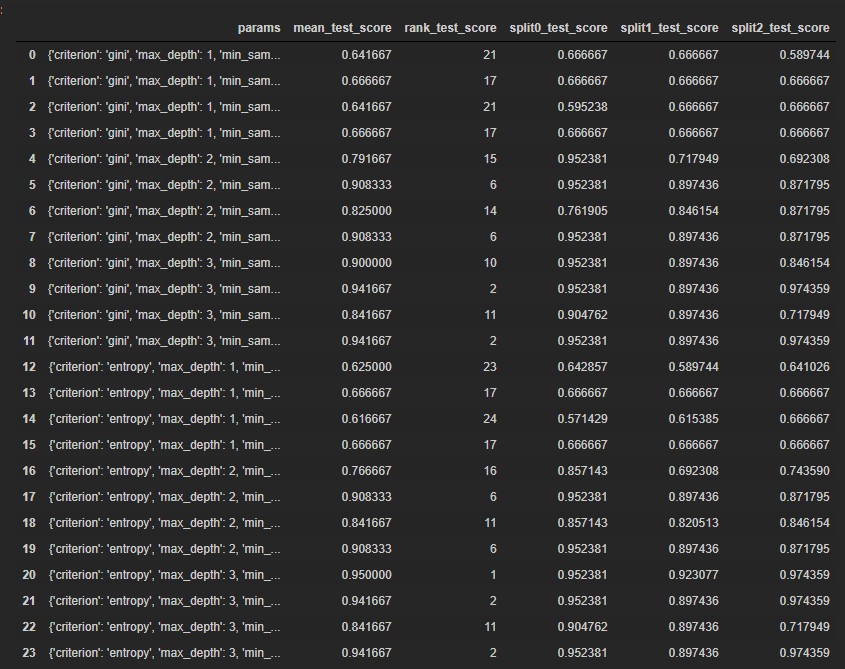 :
params mean_test_score rank_test_score split0_test_score split1_test_score split2_test_score
0 {'criterion': 'gini', 'max_depth': 1, 'min_sam... 0.641667 21 0.666667 0.666667 0.589744
1 {'criterion': 'gini', 'max_depth': 1, 'min_sam... 0.666667 17 0.666667 0.666667 0.666667
2 {'criterion': 'gini', 'max_depth': 1, 'min_sam... 0.641667 21 0.595238 0.666667 0.666667
3 {'criterion': 'gini', 'max_depth': 1, 'min_sam... 0.666667 17 0.666667 0.666667 0.666667
4 {'criterion': 'gini', 'max_depth': 2, 'min_sam... 0.791667 15 0.952381 0.717949 0.692308
5 {'criterion': 'gini', 'max_depth': 2, 'min_sam... 0.908333 6 0.952381 0.897436 0.871795
6 {'criterion': 'gini', 'max_depth': 2, 'min_sam... 0.825000 14 0.761905 0.846154 0.871795
7 {'criterion': 'gini', 'max_depth': 2, 'min_sam... 0.908333 6 0.952381 0.897436 0.871795
8 {'criterion': 'gini', 'max_depth': 3, 'min_sam... 0.900000 10 0.952381 0.897436 0.846154
9 {'criterion': 'gini', 'max_depth': 3, 'min_sam... 0.941667 2 0.952381 0.897436 0.974359
10 {'criterion': 'gini', 'max_depth': 3, 'min_sam... 0.841667 11 0.904762 0.897436 0.717949
11 {'criterion': 'gini', 'max_depth': 3, 'min_sam... 0.941667 2 0.952381 0.897436 0.974359
12 {'criterion': 'entropy', 'max_depth': 1, 'min_... 0.625000 23 0.642857 0.589744 0.641026
13 {'criterion': 'entropy', 'max_depth': 1, 'min_... 0.666667 17 0.666667 0.666667 0.666667
14 {'criterion': 'entropy', 'max_depth': 1, 'min_... 0.616667 24 0.571429 0.615385 0.666667
15 {'criterion': 'entropy', 'max_depth': 1, 'min_... 0.666667 17 0.666667 0.666667 0.666667
16 {'criterion': 'entropy', 'max_depth': 2, 'min_... 0.766667 16 0.857143 0.692308 0.743590
17 {'criterion': 'entropy', 'max_depth': 2, 'min_... 0.908333 6 0.952381 0.897436 0.871795
18 {'criterion': 'entropy', 'max_depth': 2, 'min_... 0.841667 11 0.857143 0.820513 0.846154
19 {'criterion': 'entropy', 'max_depth': 2, 'min_... 0.908333 6 0.952381 0.897436 0.871795
20 {'criterion': 'entropy', 'max_depth': 3, 'min_... 0.950000 1 0.952381 0.923077 0.974359
21 {'criterion': 'entropy', 'max_depth': 3, 'min_... 0.941667 2 0.952381 0.897436 0.974359
22 {'criterion': 'entropy', 'max_depth': 3, 'min_... 0.841667 11 0.904762 0.897436 0.717949
23 {'criterion': 'entropy', 'max_depth': 3, 'min_... 0.941667 2 0.952381 0.897436 0.974359